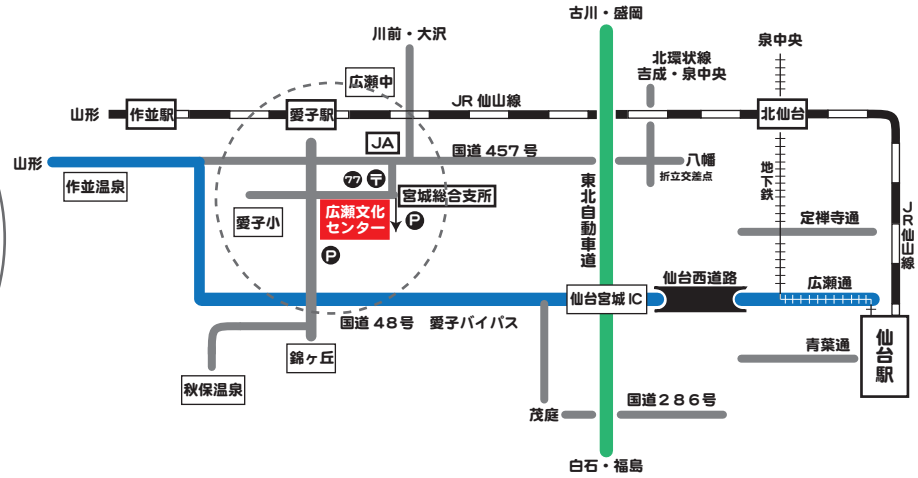 古川・盛岡
川前・大沢
泉中央
北環状線
吉成・泉中央
広瀬中
JR 仙山線
山形
作並駅
愛子駅
北仙台
JA
国道 457 号
山形
八幡
折立交差点
地下鉄
作並温泉
77
〒
宮城総合支所
東北自動車道
愛子小
広瀬文化
センター
P
定禅寺通
JR仙山線
P
仙台西道路
広瀬通
仙台宮城 IC
国道 48号 愛子バイパス
仙台駅
青葉通
錦ヶ丘
秋保温泉
国道286号
茂庭
白石・福島